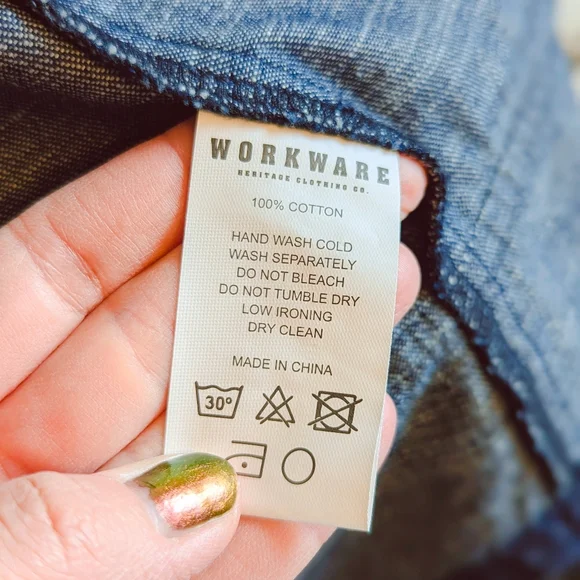 WORKWARE
HERITAGE CLOTHING CO.
100% COTTON
HAND WASH COLD
WASH SEPARATELY
DO NOT BLEACH
DO NOT TUMBLE DRY
LOW IRONING
DRY CLEAN
MADE IN CHINA
30°